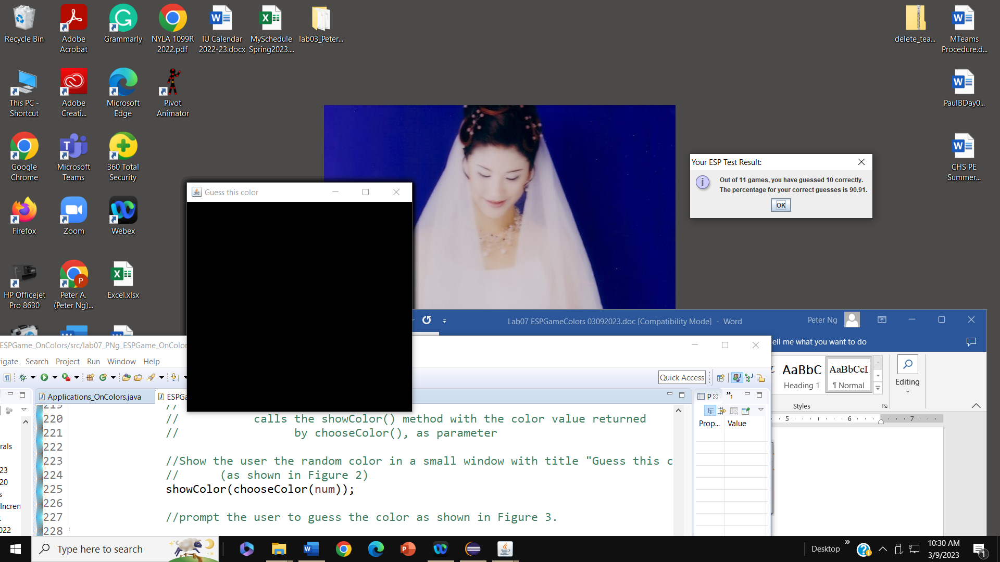 Recycle Bin
Adobe
Acrobat
Grammarly
NYLA 1099R
2022.pdf
IU Calendar
2022-23.docx
MySchedule
Spring2023....
lab03_Peter...
delete_tea...
MTeams
Procedure.d...
This PC -
Shortcut
Adobe
Creati...
Microsoft
Edge
Pivot
Animator
PaulBDay0...
Google
Chrome
Microsoft
Teams
360 Total
Security
CHS PE
Summer...
Firefox
Zoom
Webex
HP Officejet
Pro 8630
Peter A.
(Peter Ng)...
Excel.xlsx
Guess this color
Your ESP Test Result:
Out of 11 games, you have guessed 10 correctly.
The percentage for your correct guesses is 90.91.
OK
Lab07 ESPGameColors 03092023.doc [Compatibility Mode] - Word
Peter Ng
ell me what you want to do
AaBbC
Heading 1
AaBbCcI
¶ Normal
Styles
Editing
5 6 7
ESPGame_OnColors/src/lab07_PNg_ESPGame_OnColor
igate Search Project Run Window Help
Quick Access
Applications_OnColors.java
ESPGa
P
Prop... Value
rals
23
20
s
Incren
t
022
219 //
220 // calls the showColor() method with the color value returned
221 // by chooseColor(), as parameter
222
223 //Show the user the random color in a small window with title "Guess this c
224 // (as shown in Figure 2)
225 showColor(chooseColor(num));
226
227 //prompt the user to guess the color as shown in Figure 3.
228
Type here to search
Desktop
10:30 AM
3/9/2023
1